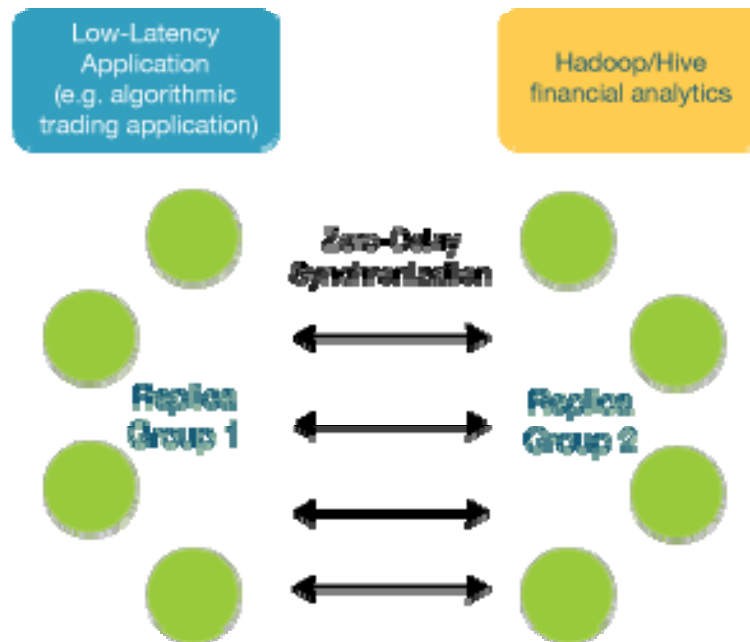 Low-Latency
Application
(e.g. algorithmic
trading application)
Hadoop/Hive
financial analytics
Zero-Delay
Synchronization
Replica
Group 1
Replica
Group 2